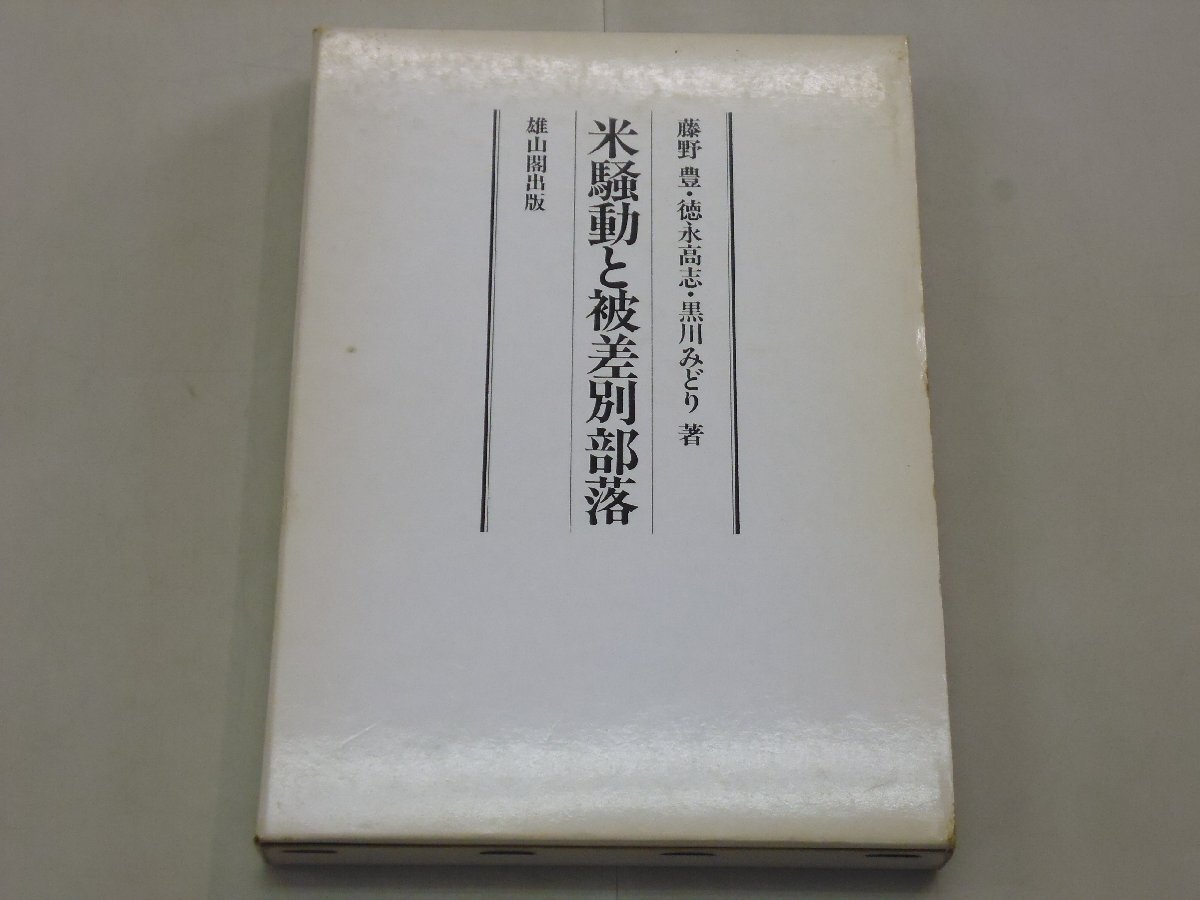 藤野 豊・徳永高志・黒川みどり 著
米騒動と被差別部落
雄山閣出版